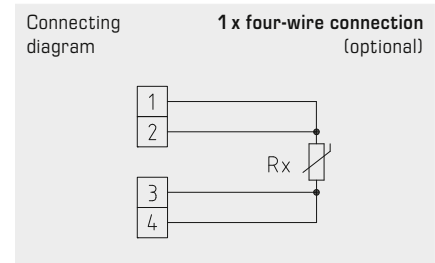 Connecting diagram
1 x four-wire connection (optional)
1
2
Rx
3
4